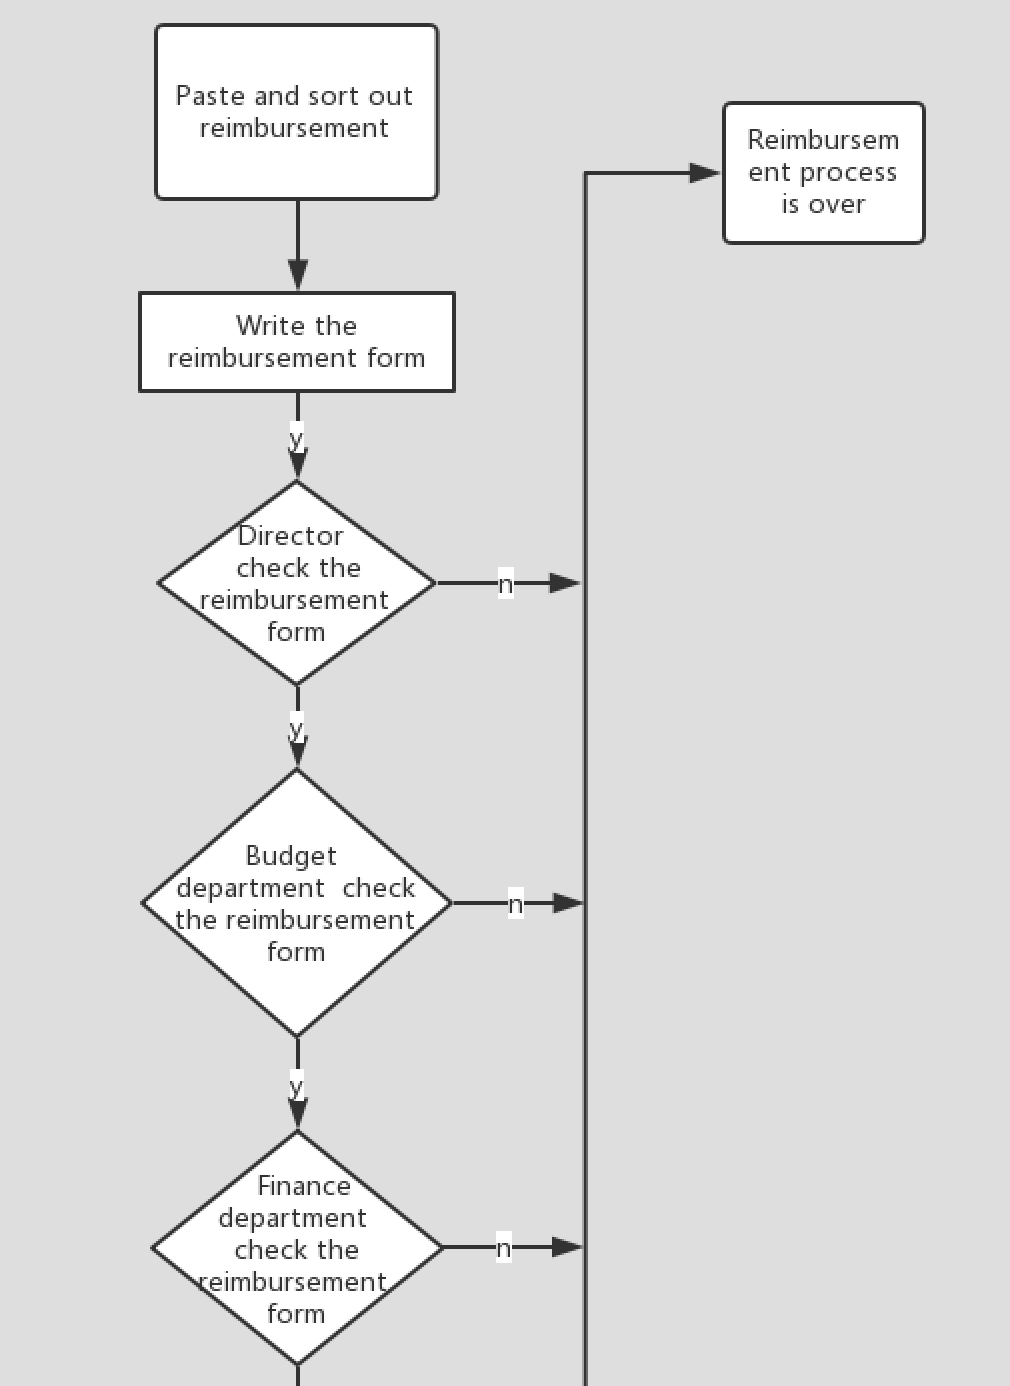 Paste and sort out
reimbursement
Reimbursem
ent process
is over
Write the
reimbursement form
y
Director
check the
reimbursement
form
n
y
Budget
department  check
the reimbursement
form
n
y
Finance
department
check the
reimbursement
form
n